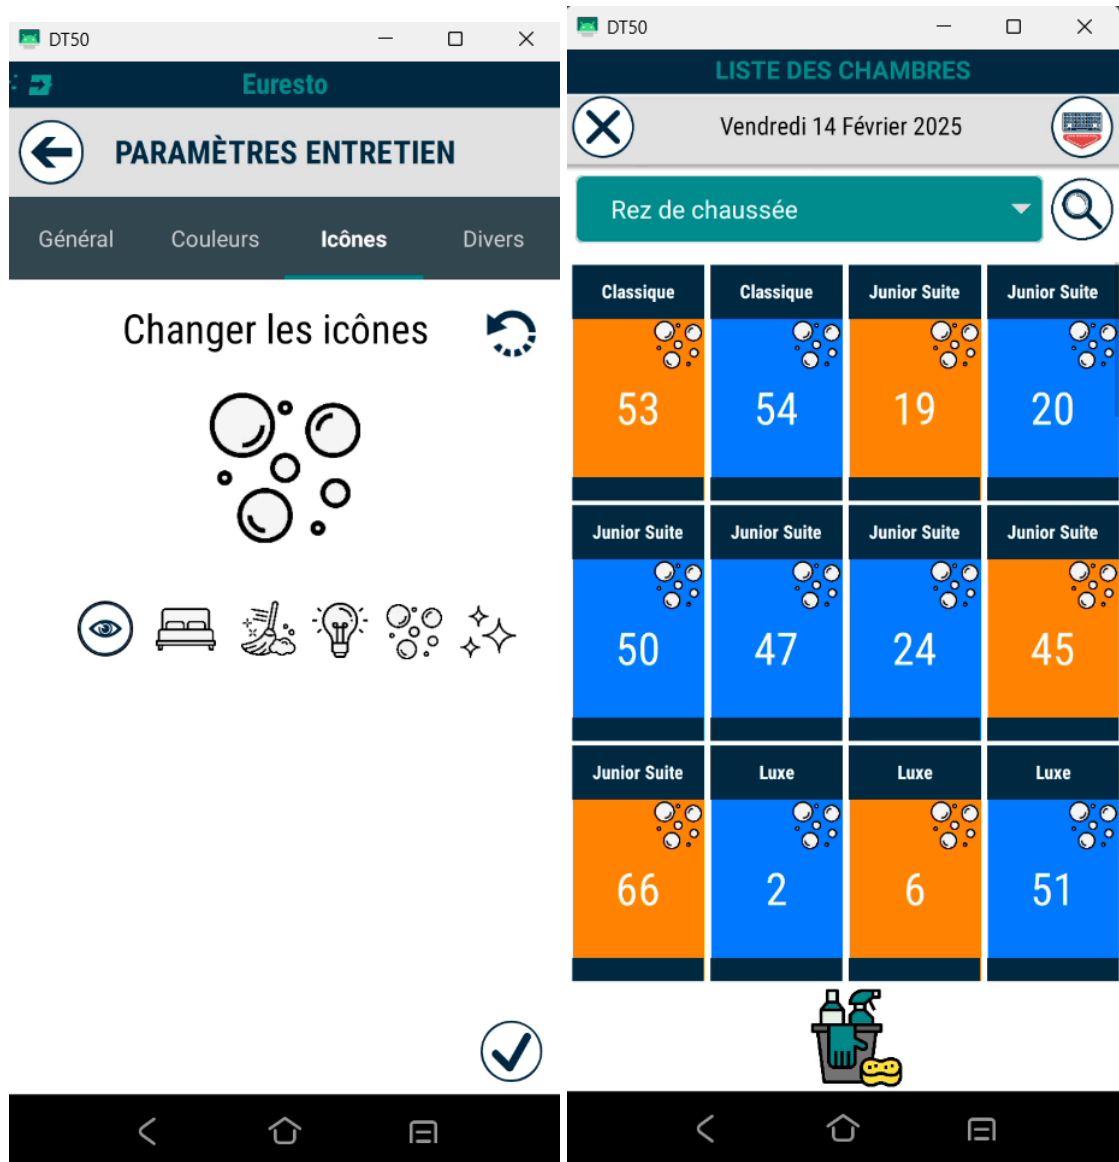 DT50
Euresto
PARAMÈTRES ENTRETIEN
Général Couleurs Icônes Divers
Changer les icônes
DT50
LISTE DES CHAMBRES
Vendredi 14 Février 2025
Rez de chaussée
Classique Classique Junior Suite Junior Suite
53 54 19 20
Junior Suite Junior Suite Junior Suite Junior Suite
50 47 24 45
Junior Suite Luxe Luxe Luxe
66 2 6 51